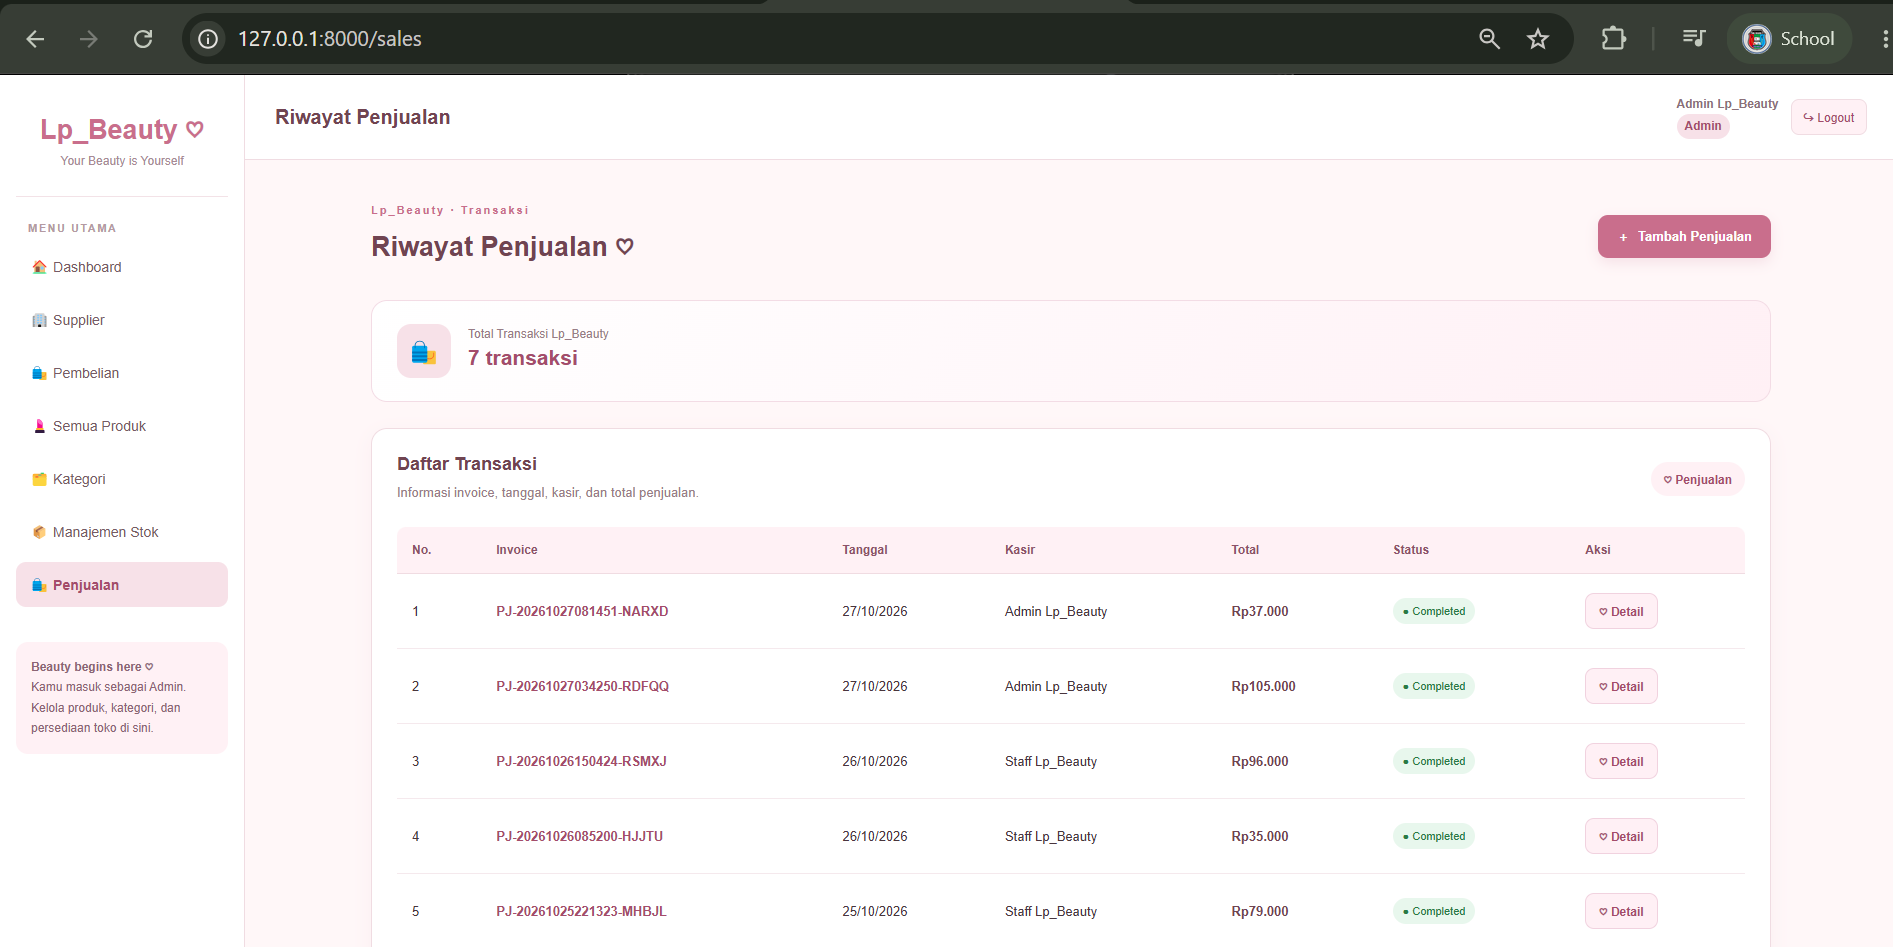 127.0.0.1:8000/sales
School
Lp_Beauty ♡
Your Beauty is Yourself
MENU UTAMA
Dashboard
Supplier
Pembelian
Semua Produk
Kategori
Manajemen Stok
Penjualan
Beauty begins here ♡
Kamu masuk sebagai Admin.
Kelola produk, kategori, dan
persediaan toko di sini.
Riwayat Penjualan
Admin Lp_Beauty
Admin
↪ Logout
Lp_Beauty · Transaksi
Riwayat Penjualan ♡
+ Tambah Penjualan
Total Transaksi Lp_Beauty
7 transaksi
Daftar Transaksi
Informasi invoice, tanggal, kasir, dan total penjualan.
♡ Penjualan
No. Invoice Tanggal Kasir Total Status Aksi
1 PJ-20261027081451-NARXD 27/10/2026 Admin Lp_Beauty Rp37.000 • Completed ♡ Detail
2 PJ-20261027034250-RDFQQ 27/10/2026 Admin Lp_Beauty Rp105.000 • Completed ♡ Detail
3 PJ-20261026150424-RSMXJ 26/10/2026 Staff Lp_Beauty Rp96.000 • Completed ♡ Detail
4 PJ-20261026085200-HJJTU 26/10/2026 Staff Lp_Beauty Rp35.000 • Completed ♡ Detail
5 PJ-20261025221323-MHBJL 25/10/2026 Staff Lp_Beauty Rp79.000 • Completed ♡ Detail